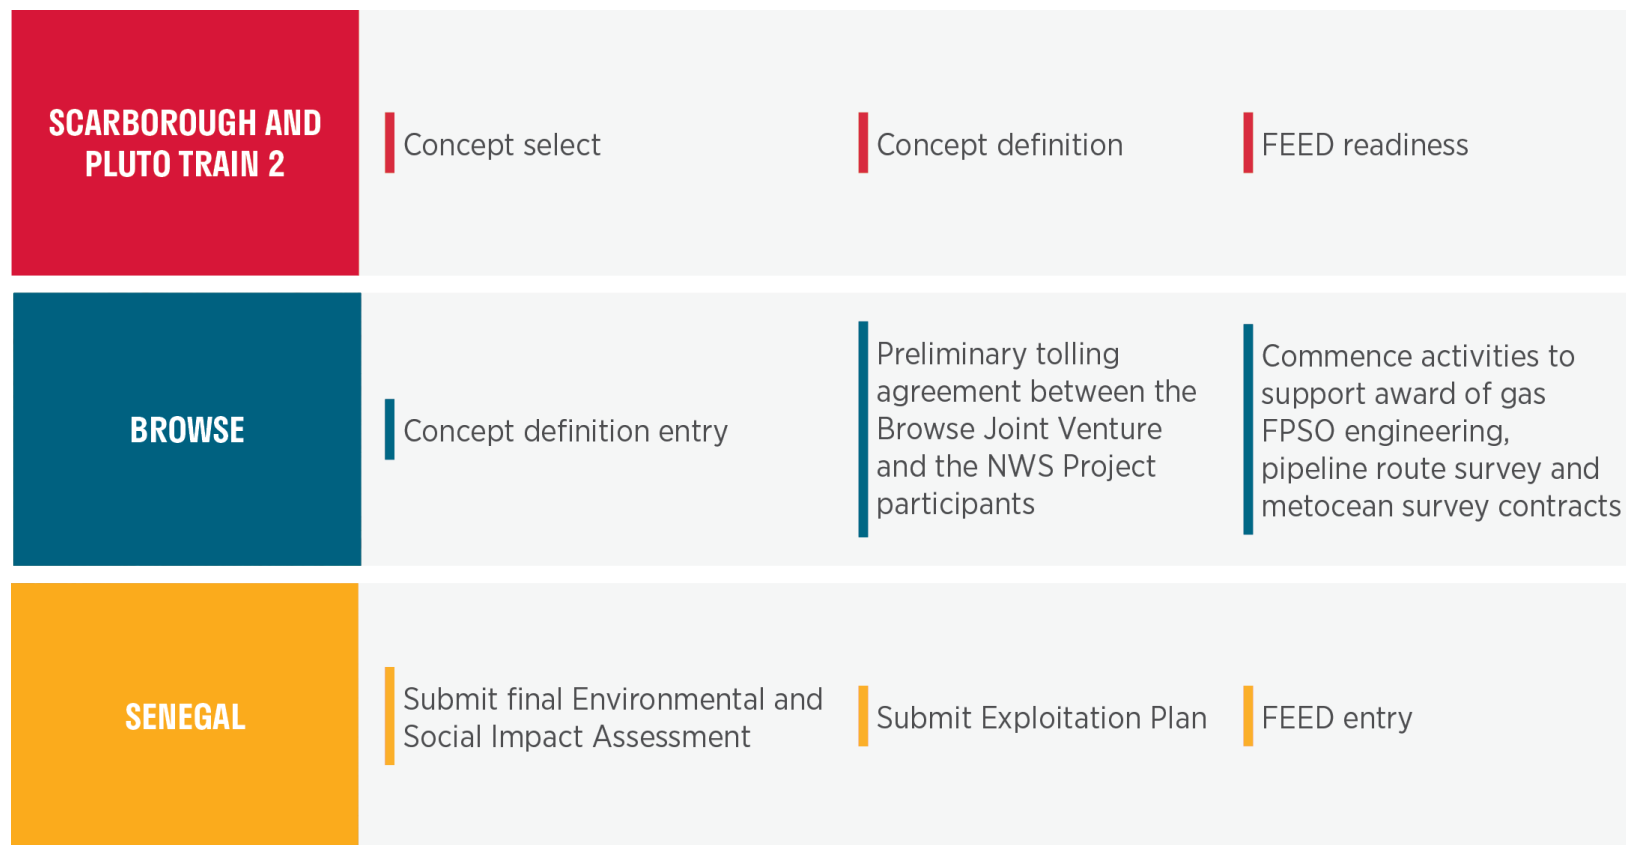 SCARBOROUGH AND
PLUTO TRAIN 2
Concept select
Concept definition
FEED readiness
BROWSE
Concept definition entry
Preliminary tolling
agreement between the
Browse Joint Venture
and the NWS Project
participants
Commence activities to
support award of gas
FPSO engineering,
pipeline route survey and
metocean survey contracts
SENEGAL
Submit final Environmental and
Social Impact Assessment
Submit Exploitation Plan
FEED entry